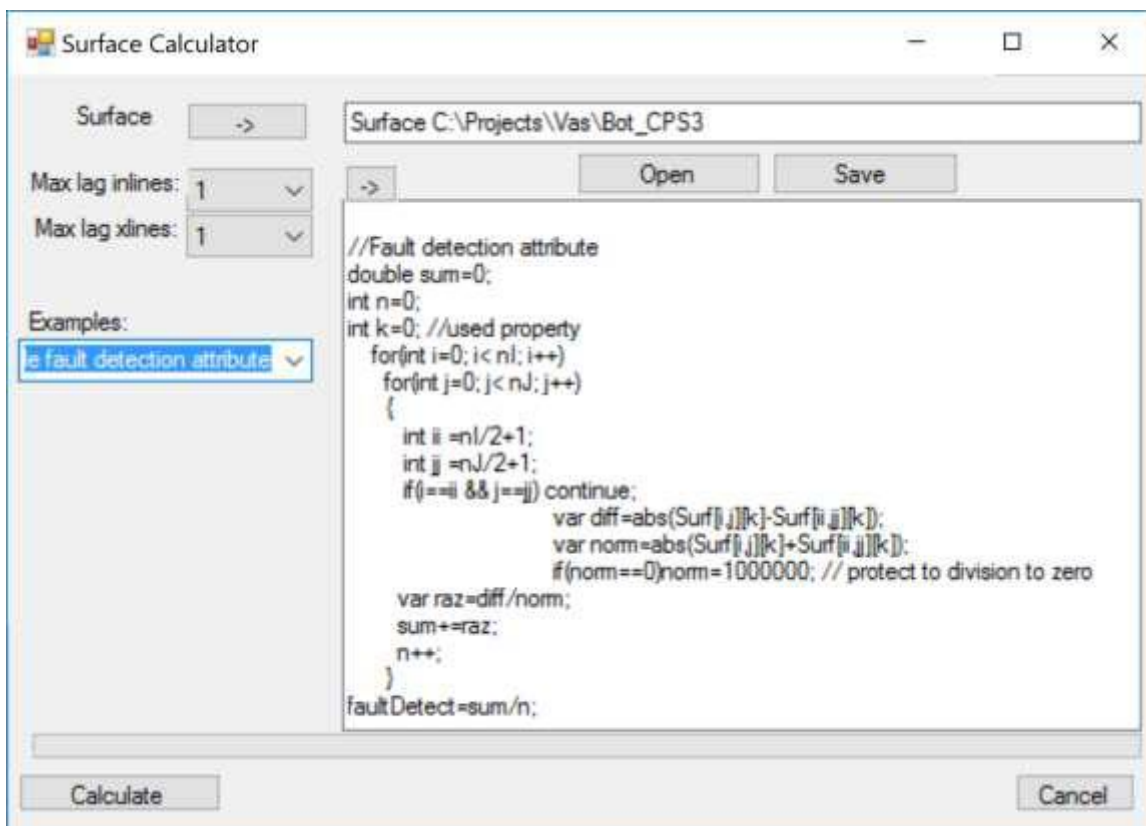 Surface Calculator
Surface -> Surface C:\Projects\Vas\Bot_CPS3
Max lag inlines: 1 -> Open Save
Max lag xlines: 1
Examples:
e fault detection attribute
//Fault detection attribute
double sum=0;
int n=0;
int k=0; //used property
for(int i=0; i< nI; i++)
for(int j=0; j< nJ; j++)
{
int ii =nI/2+1;
int jj =nJ/2+1;
if(i==ii && j==jj) continue;
var diff=abs(Surf[i,j][k]-Surf[ii,jj][k]);
var norm=abs(Surf[i,j][k]+Surf[ii,jj][k]);
if(norm==0)norm=1000000; // protect to division to zero
var raz=diff/norm;
sum+=raz;
n++;
}
faultDetect=sum/n;
Calculate Cancel